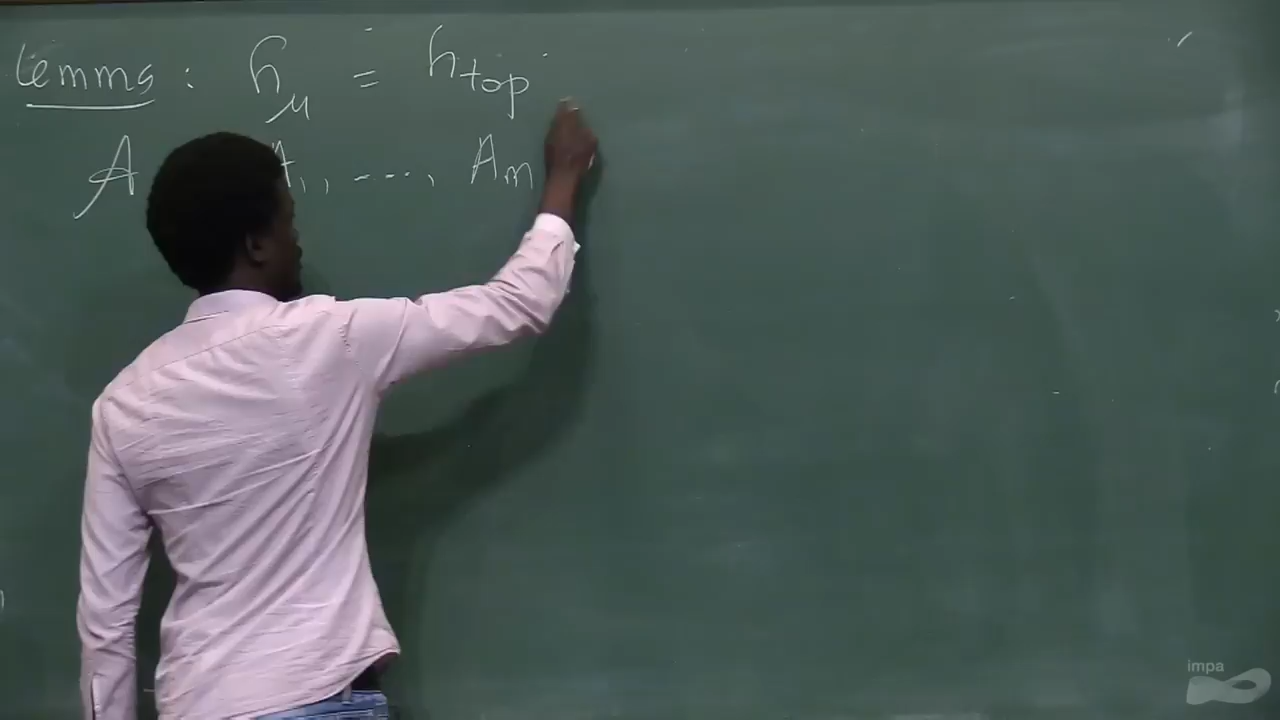 Lemma : h_μ = h_top
A A_1, ..., A_m
impa